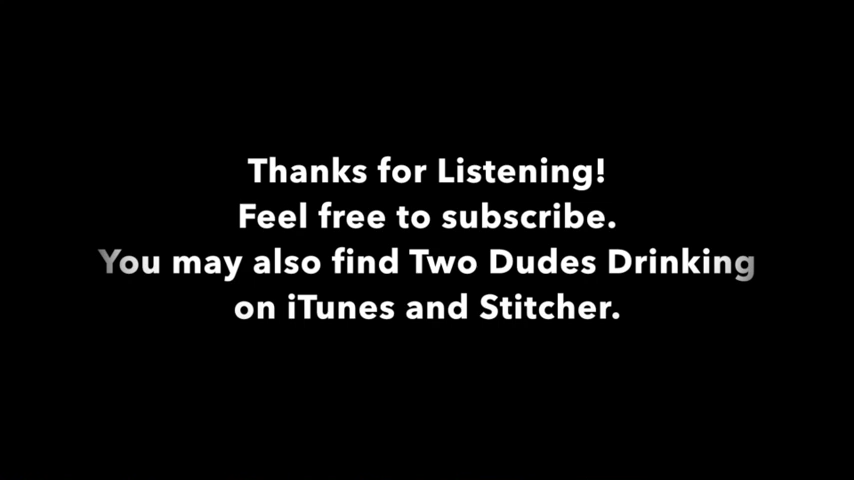 Thanks for Listening!
Feel free to subscribe.
You may also find Two Dudes Drinking
on iTunes and Stitcher.